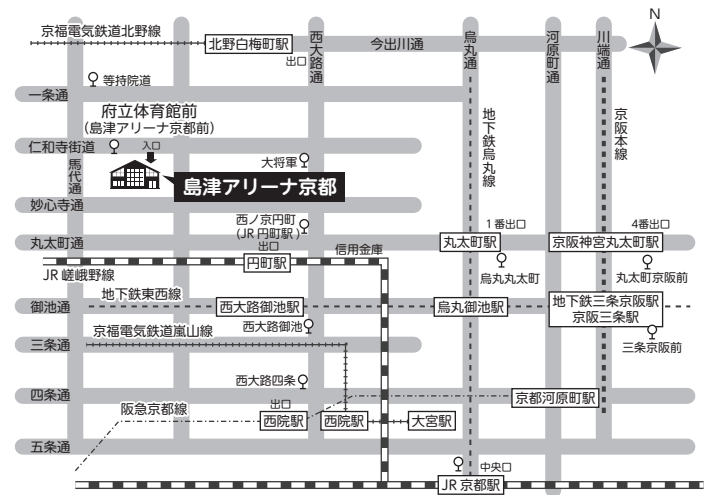 N
京福電気鉄道北野線
北野白梅町駅
出口
西大路通
今出川通
烏丸通
河原町通
川端通
等持院道
一条通
府立体育館前
(島津アリーナ京都前)
仁和寺街道
入口
馬代通
大将軍
島津アリーナ京都
地下鉄烏丸線
京阪本線
妙心寺通
西ノ京円町
(JR円町駅)
丸太町通
出口
円町駅
信用金庫
1番出口
丸太町駅
烏丸丸太町
4番出口
京阪神宮丸太町駅
丸太町京阪前
JR嵯峨野線
地下鉄東西線
御池通
西大路御池駅
西大路御池
烏丸御池駅
地下鉄三条京阪駅
京阪三条駅
三条京阪前
京福電気鉄道嵐山線
三条通
西大路四条
四条通
京都河原町駅
阪急京都線
出口
西院駅
西院駅
大宮駅
五条通
中央口
JR京都駅